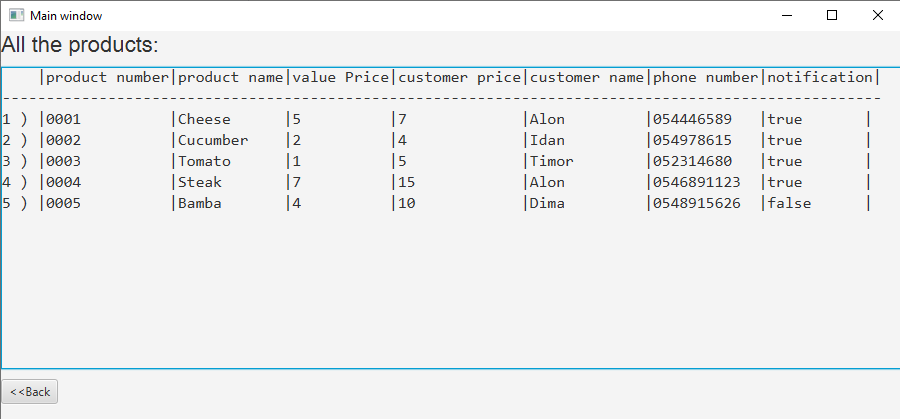 Main window
All the products:
    |product number|product name|value Price|customer price|customer name|phone number|notification|
----------------------------------------------------------------------------------------------------
1 ) |0001          |Cheese      |5          |7             |Alon         |054446589   |true       |
2 ) |0002          |Cucumber    |2          |4             |Idan         |054978615   |true       |
3 ) |0003          |Tomato      |1          |5             |Timor        |052314680   |true       |
4 ) |0004          |Steak       |7          |15            |Alon         |0546891123  |true       |
5 ) |0005          |Bamba       |4          |10            |Dima         |0548915626  |false      |
<<Back